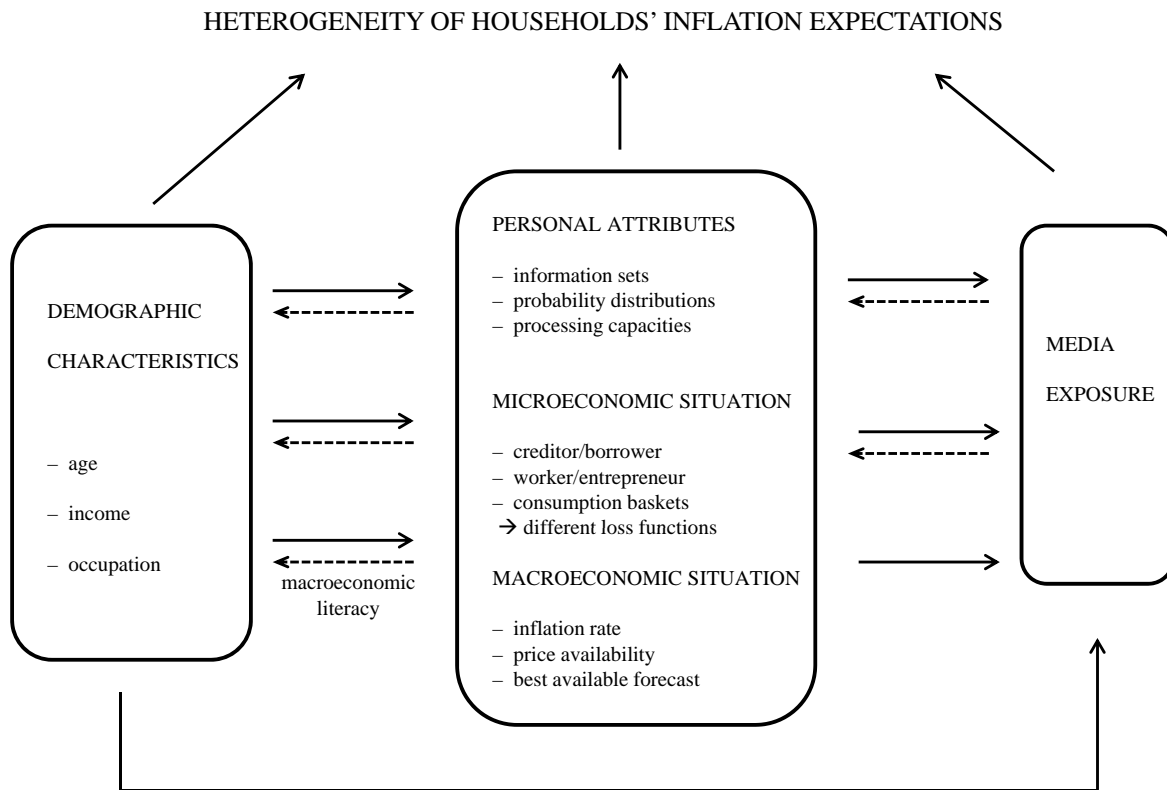 HETEROGENEITY OF HOUSEHOLDS’ INFLATION EXPECTATIONS
DEMOGRAPHIC
CHARACTERISTICS
– age
– income
– occupation
macroeconomic
literacy
PERSONAL ATTRIBUTES
– information sets
– probability distributions
– processing capacities
MICROECONOMIC SITUATION
– creditor/borrower
– worker/entrepreneur
– consumption baskets
→ different loss functions
MACROECONOMIC SITUATION
– inflation rate
– price availability
– best available forecast
MEDIA
EXPOSURE